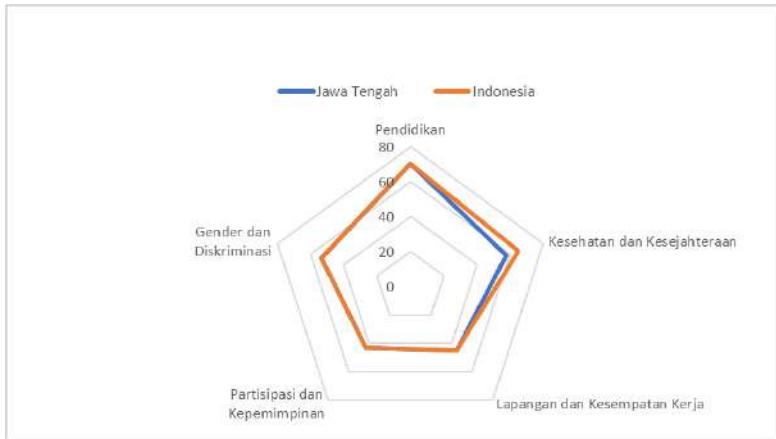 Jawa Tengah
Indonesia
Pendidikan
80
60
40
20
0
Kesehatan dan Kesejahteraan
Lapangan dan Kesempatan Kerja
Partisipasi dan
Kepemimpinan
Gender dan
Diskriminasi